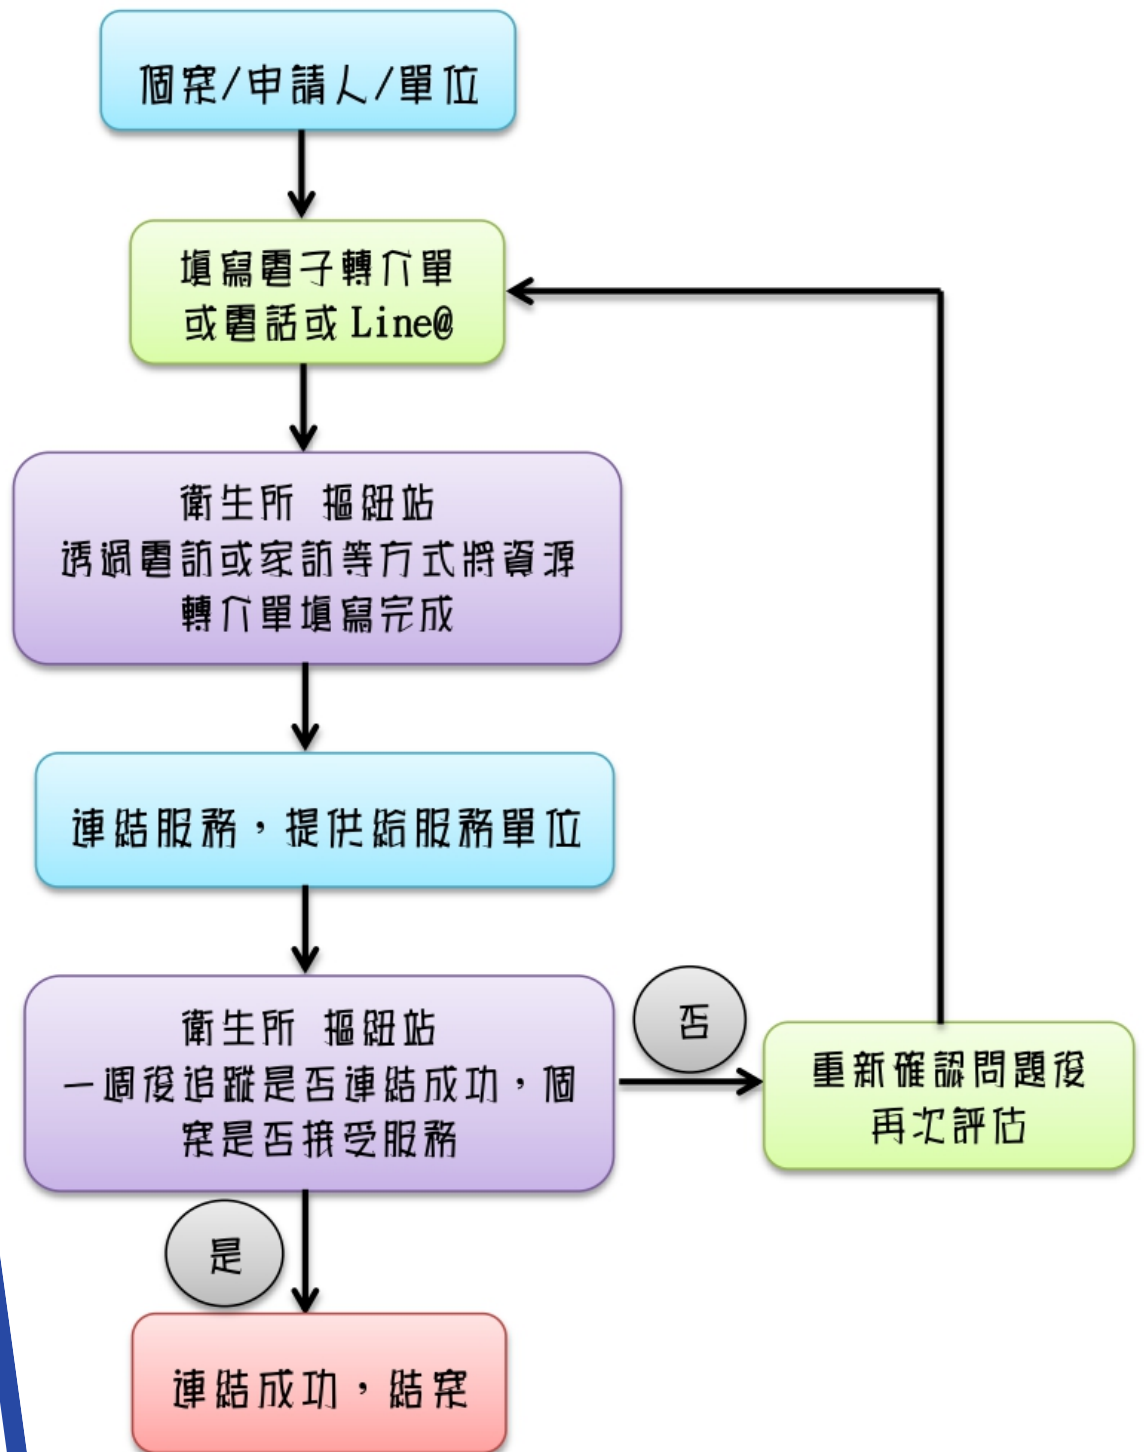 個案/申請人/單位
填寫電子轉介單
或電話或 Line@
衛生所 樞紐站
透過電訪或家訪等方式將資源
轉介單填寫完成
連結服務，提供給服務單位
衛生所 樞紐站
一週後追蹤是否連結成功，個
案是否接受服務
否
重新確認問題後
再次評估
是
連結成功，結案